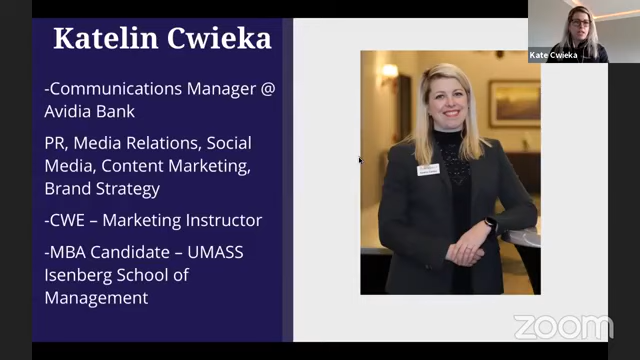 Katelin Cwieka
-Communications Manager @
Avidia Bank
PR, Media Relations, Social
Media, Content Marketing,
Brand Strategy
-CWE – Marketing Instructor
-MBA Candidate – UMASS
Isenberg School of
Management
Kate Cwieka
zoom